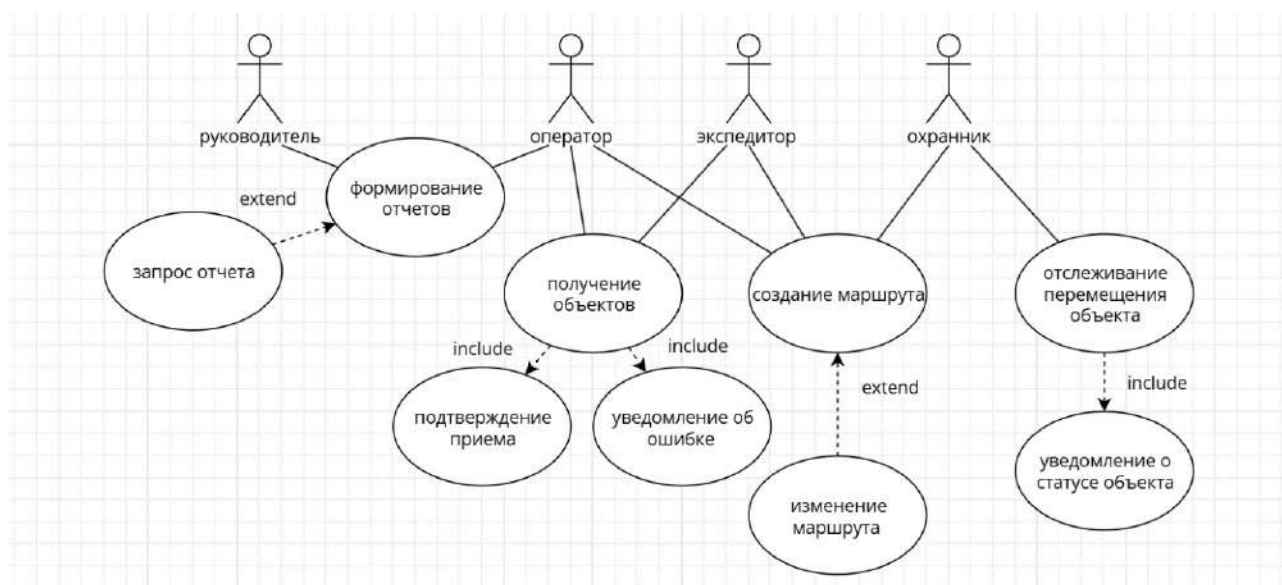 руководитель
оператор
экспедитор
охранник
формирование
отчетов
extend
запрос отчета
получение
объектов
создание маршрута
отслеживание
перемещения
объекта
include
include
extend
include
подтверждение
приема
уведомление об
ошибке
уведомление о
статусе объекта
изменение
маршрута